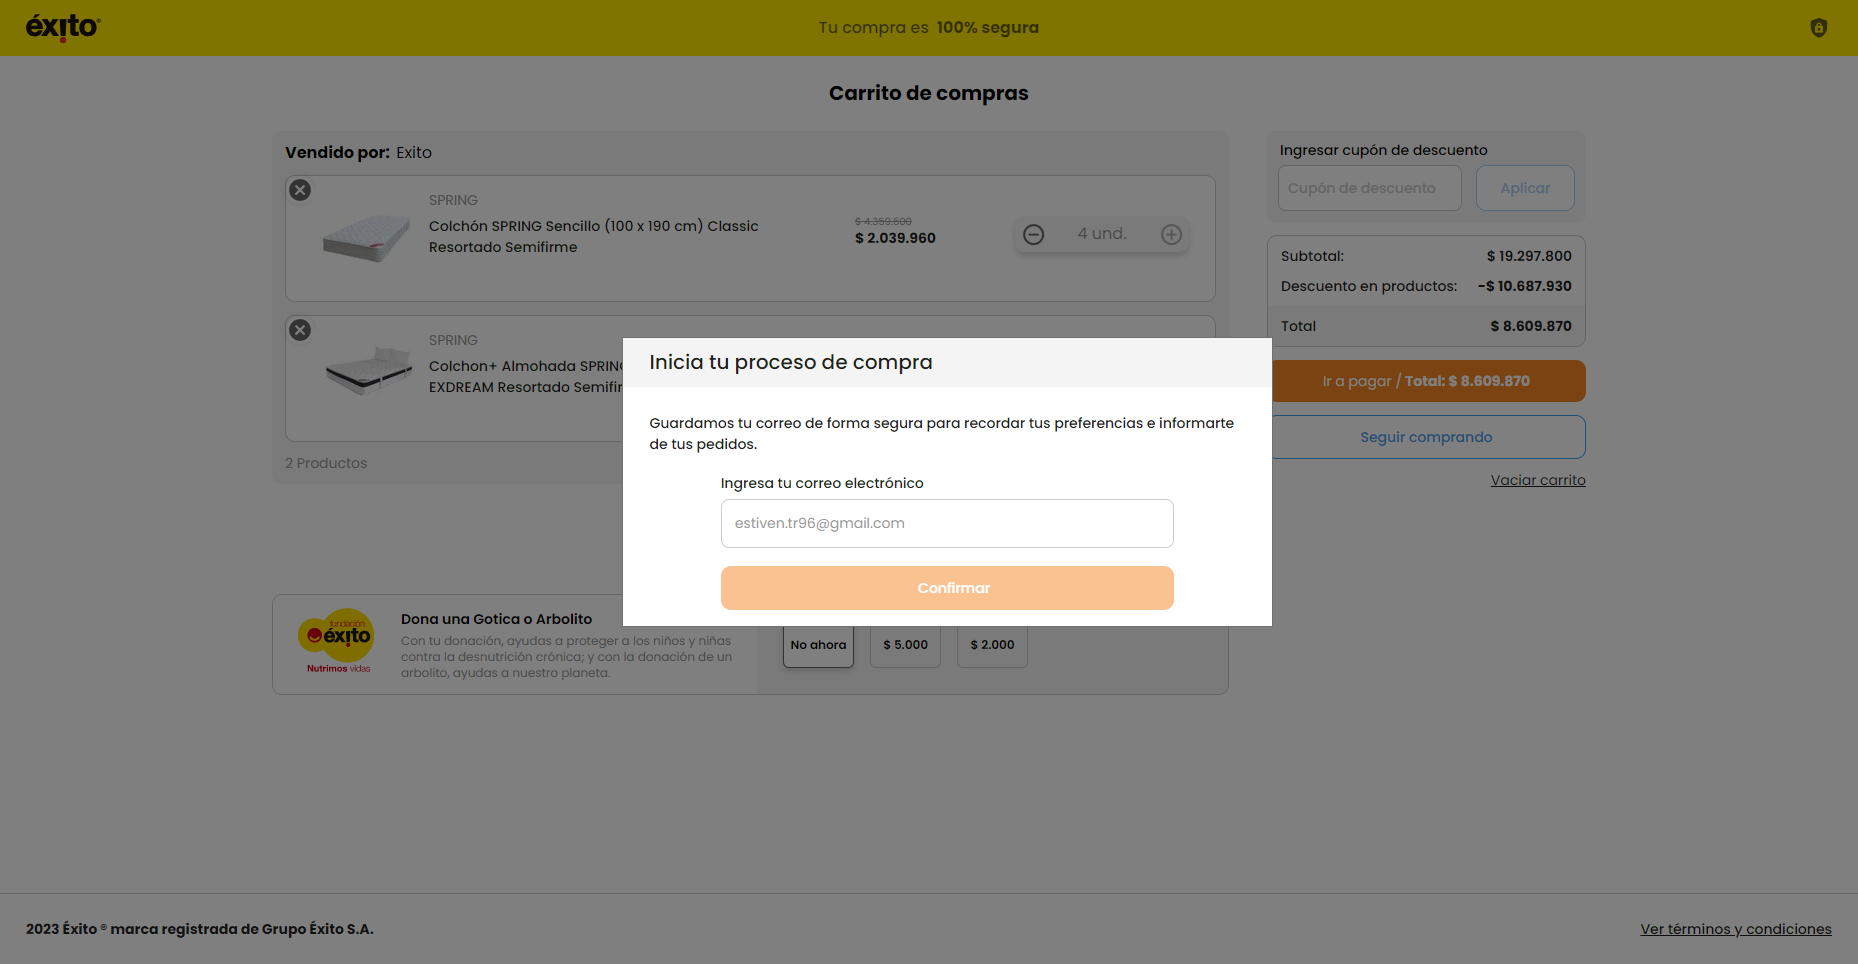 éxito
Tu compra es 100% segura
Carrito de compras
Vendido por: Exito
SPRING
Colchón SPRING Sencillo (100 x 190 cm) Classic
Resortado Semifirme
$ 4.359.600
$ 2.039.960
4 und.
SPRING
Colchon+ Almohada SPRING
EXDREAM Resortado Semifir
2 Productos
Ingresar cupón de descuento
Cupón de descuento
Aplicar
Subtotal: $ 19.297.800
Descuento en productos: -$ 10.687.930
Total $ 8.609.870
Ir a pagar / Total: $ 8.609.870
Seguir comprando
Vaciar carrito
Inicia tu proceso de compra
Guardamos tu correo de forma segura para recordar tus preferencias e informarte
de tus pedidos.
Ingresa tu correo electrónico
estiven.tr96@gmail.com
Confirmar
fundación
éxito
Nutrimos vidas
Dona una Gotica o Arbolito
Con tu donación, ayudas a proteger a los niños y niñas
contra la desnutrición crónica; y con la donación de un
arbolito, ayudas a nuestro planeta.
No ahora
$ 5.000
$ 2.000
2023 Éxito ® marca registrada de Grupo Éxito S.A.
Ver términos y condiciones